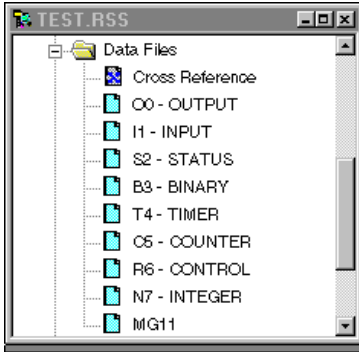 TEST.RSS
Data Files
Cross Reference
O0 - OUTPUT
I1 - INPUT
S2 - STATUS
B3 - BINARY
T4 - TIMER
C5 - COUNTER
R6 - CONTROL
N7 - INTEGER
MG11